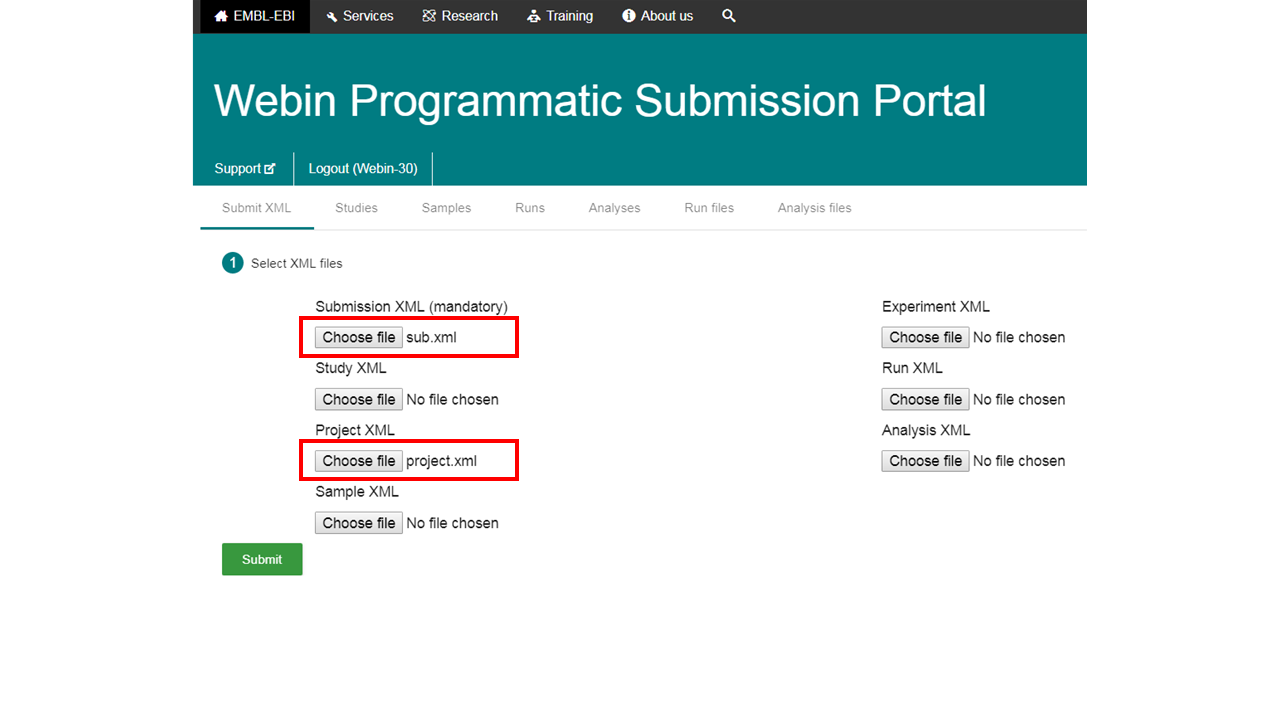 EMBL-EBI Services Research Training About us
Webin Programmatic Submission Portal
Support Logout (Webin-30)
Submit XML Studies Samples Runs Analyses Run files Analysis files
1 Select XML files
Submission XML (mandatory)
Choose file sub.xml
Study XML
Choose file No file chosen
Project XML
Choose file project.xml
Sample XML
Choose file No file chosen
Experiment XML
Choose file No file chosen
Run XML
Choose file No file chosen
Analysis XML
Choose file No file chosen
Submit